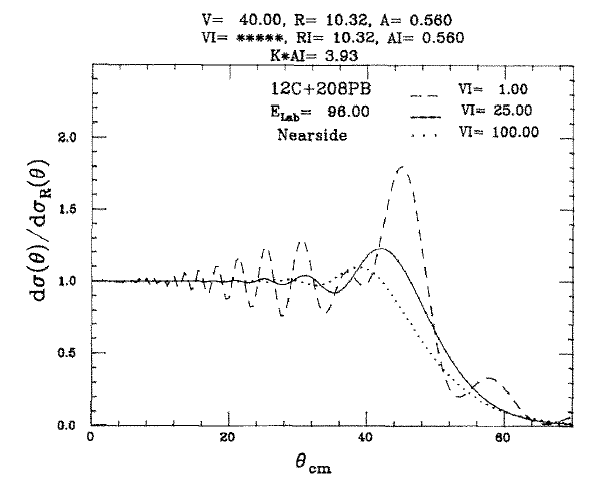 V= 40.00, R= 10.32, A= 0.560
VI= *****, RI= 10.32, AI= 0.560
K*AI= 3.93
12C+208PB
E_Lab= 96.00
Nearside
VI= 1.00
VI= 25.00
VI= 100.00
dσ(θ)/dσ_R(θ)
2.0
1.5
1.0
0.5
0.0
0 20 40 60
θ_cm